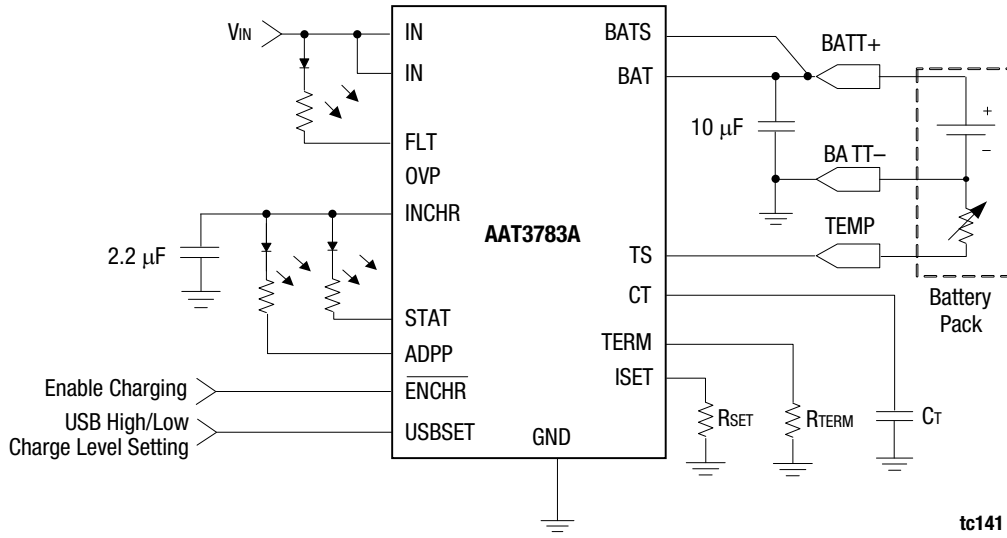 VIN
IN
IN
FLT
OVP
INCHR
2.2 μF
STAT
ADPP
Enable Charging
ENCHR
USB High/Low
Charge Level Setting
USBSET
AAT3783A
GND
BATS
BAT
BATT+
10 μF
+
–
BATT–
TEMP
TS
CT
Battery
Pack
TERM
ISET
RSET
RTERM
CT
tc141